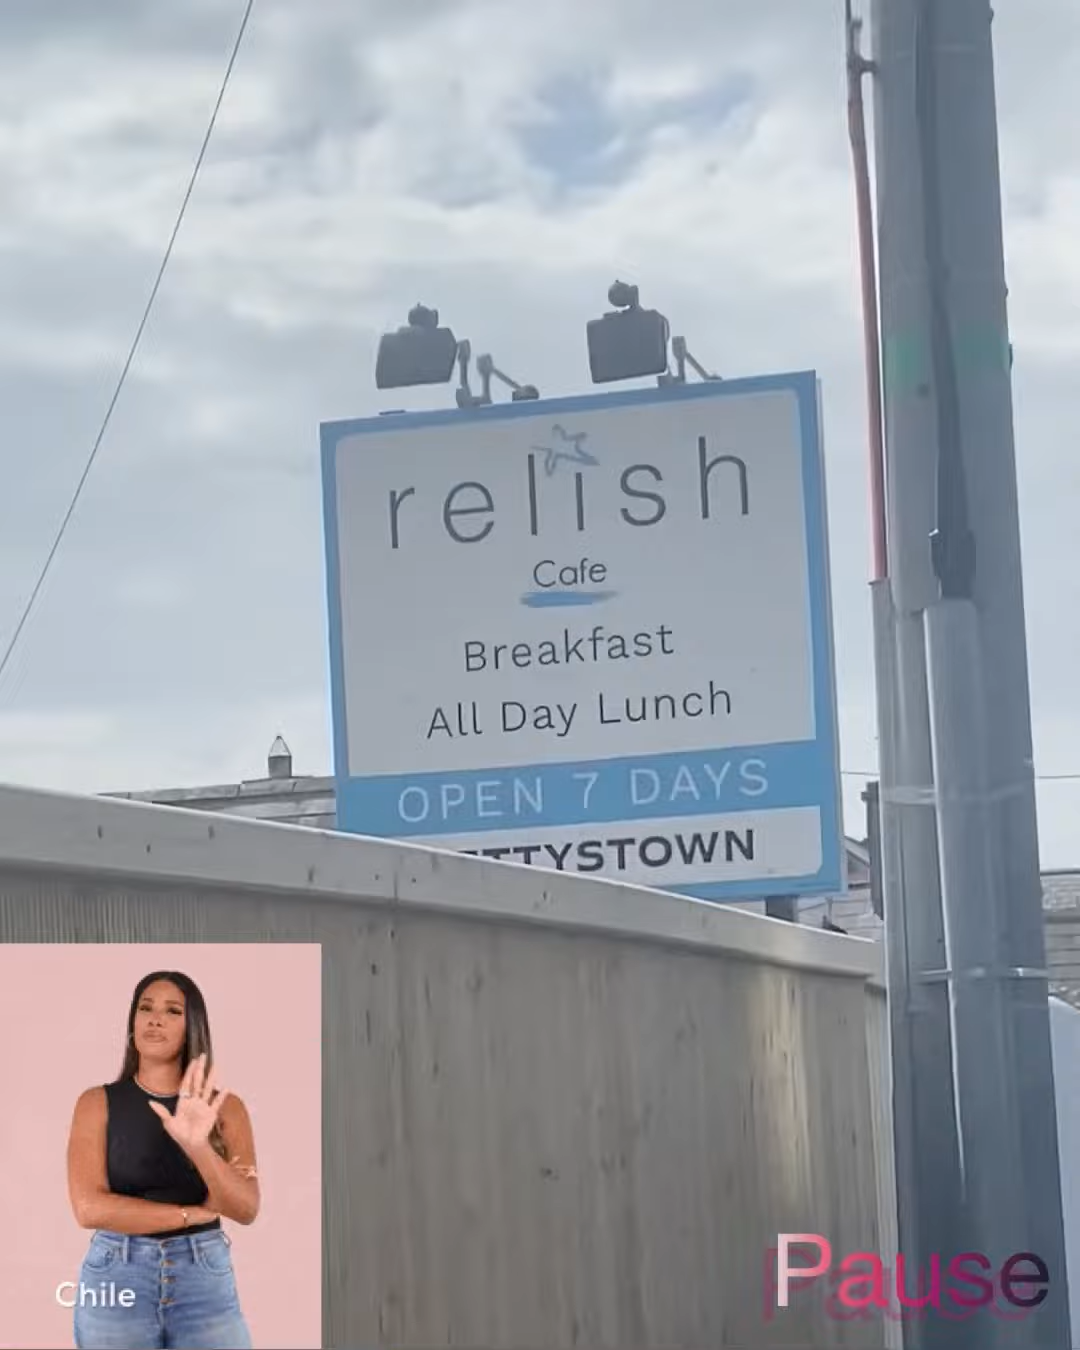 relish
Cafe
Breakfast
All Day Lunch
OPEN 7 DAYS
Chile
Pause